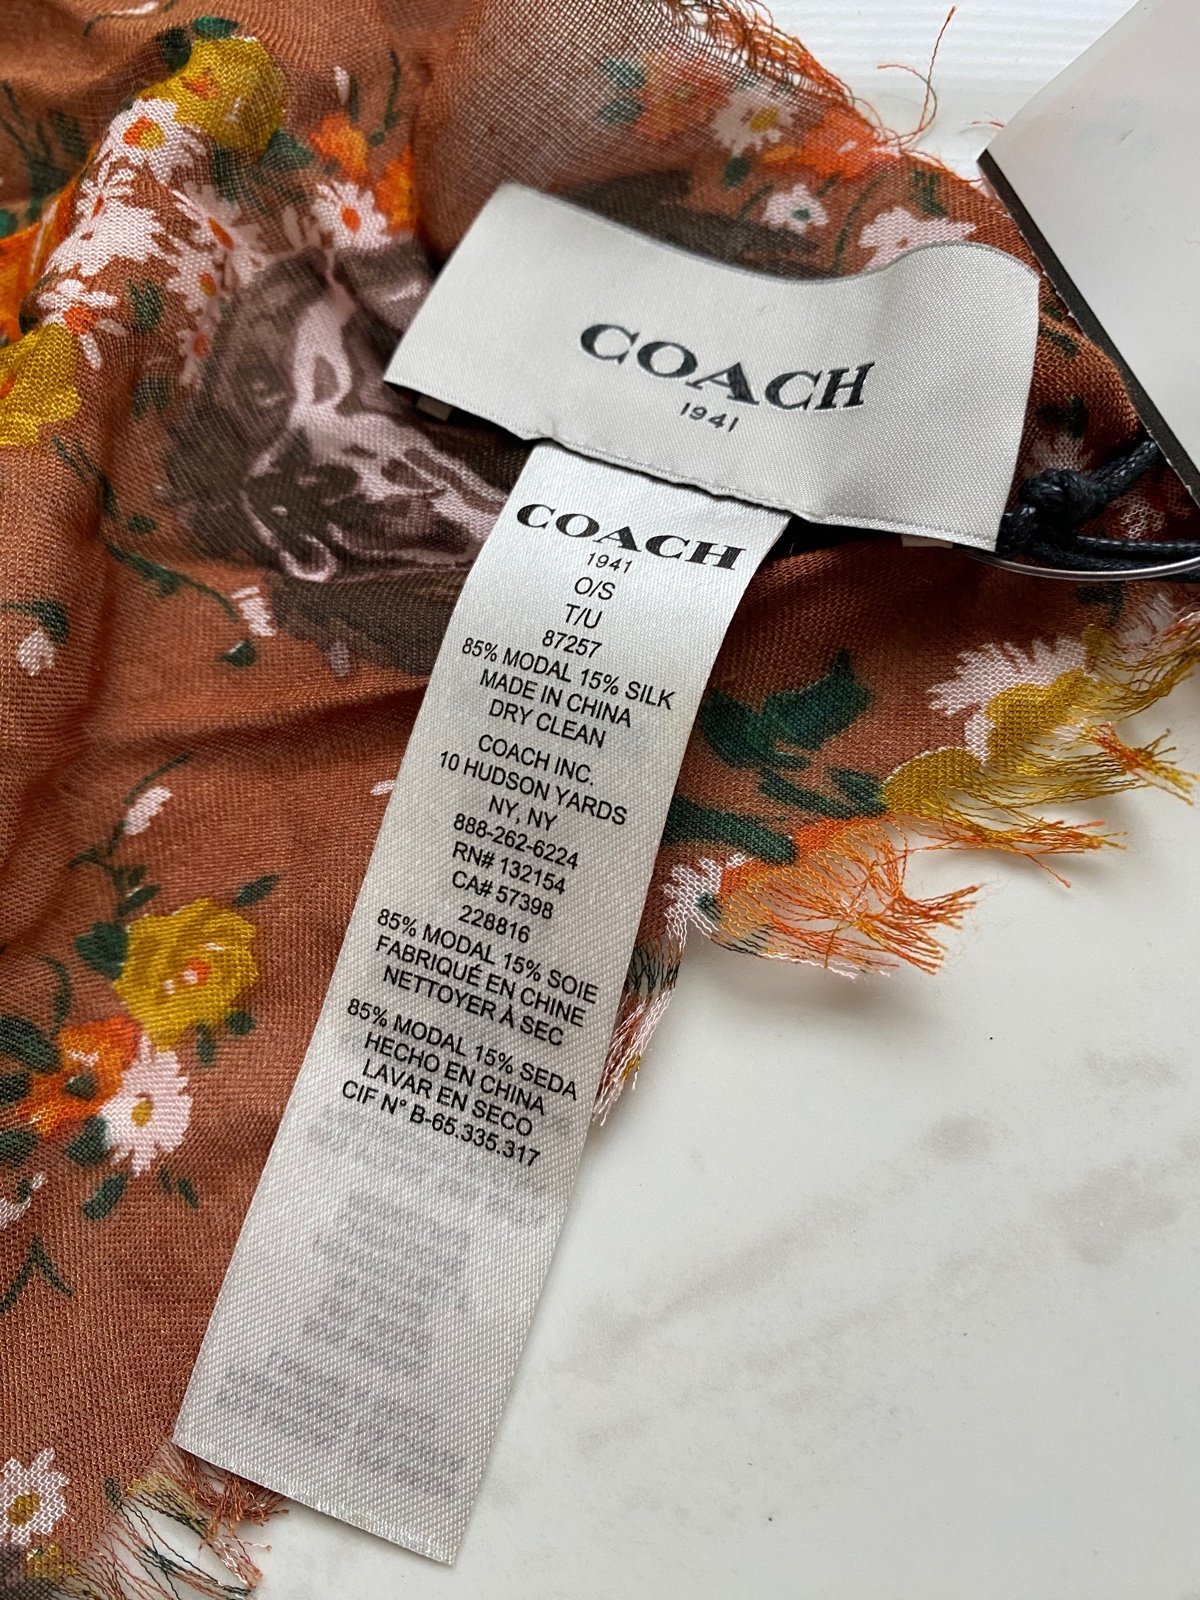 COACH
1941
COACH
1941
O/S
T/U
87257
85% MODAL 15% SILK
MADE IN CHINA
DRY CLEAN
COACH INC.
10 HUDSON YARDS
NY, NY
888-262-6224
RN# 132154
CA# 57398
228816
85% MODAL 15% SOIE
FABRIQUÉ EN CHINE
NETTOYER À SEC
85% MODAL 15% SEDA
HECHO EN CHINA
LAVAR EN SECO
CIF N° B-65.335.317